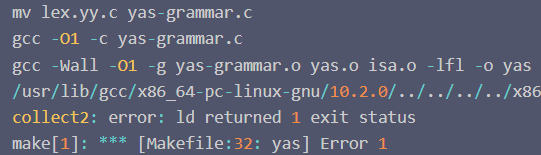 mv lex.yy.c yas-grammar.c
gcc -O1 -c yas-grammar.c
gcc -Wall -O1 -g yas-grammar.o yas.o isa.o -lfl -o yas
/usr/lib/gcc/x86_64-pc-linux-gnu/10.2.0/../../../../x86
collect2: error: ld returned 1 exit status
make[1]: *** [Makefile:32: yas] Error 1